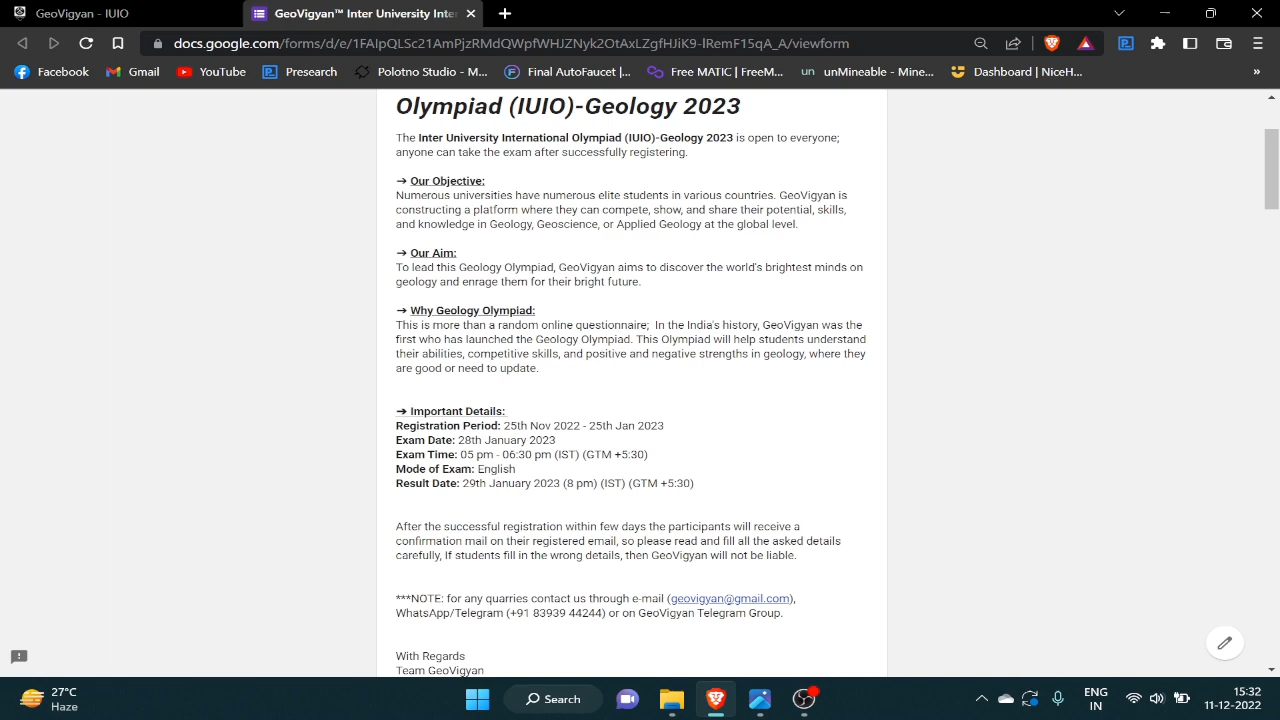 GeoVigyan - IUIO
GeoVigyan™ Inter University Inte
docs.google.com/forms/d/e/1FAIpQLSc21AmPjzRMdQWpfWHJZNyk2OtAxLZgfHJiK9-lRemF15qA_A/viewform
Facebook
Gmail
YouTube
Presearch
Polotno Studio - M...
Final AutoFaucet |...
Free MATIC | FreeM...
unMineable - Mine...
Dashboard | NiceH...
Olympiad (IUIO)-Geology 2023
The Inter University International Olympiad (IUIO)-Geology 2023 is open to everyone;
anyone can take the exam after successfully registering.
→ Our Objective:
Numerous universities have numerous elite students in various countries. GeoVigyan is
constructing a platform where they can compete, show, and share their potential, skills,
and knowledge in Geology, Geoscience, or Applied Geology at the global level.
→ Our Aim:
To lead this Geology Olympiad, GeoVigyan aims to discover the world's brightest minds on
geology and enrage them for their bright future.
→ Why Geology Olympiad:
This is more than a random online questionnaire; In the India's history, GeoVigyan was the
first who has launched the Geology Olympiad. This Olympiad will help students understand
their abilities, competitive skills, and positive and negative strengths in geology, where they
are good or need to update.
→ Important Details:
Registration Period: 25th Nov 2022 - 25th Jan 2023
Exam Date: 28th January 2023
Exam Time: 05 pm - 06:30 pm (IST) (GTM +5:30)
Mode of Exam: English
Result Date: 29th January 2023 (8 pm) (IST) (GTM +5:30)
After the successful registration within few days the participants will receive a
confirmation mail on their registered email, so please read and fill all the asked details
carefully, If students fill in the wrong details, then GeoVigyan will not be liable.
***NOTE: for any quarries contact us through e-mail (geovigyan@gmail.com),
WhatsApp/Telegram (+91 83939 44244) or on GeoVigyan Telegram Group.
With Regards
Team GeoVigyan
27°C
Haze
Search
ENG
IN
15:32
11-12-2022